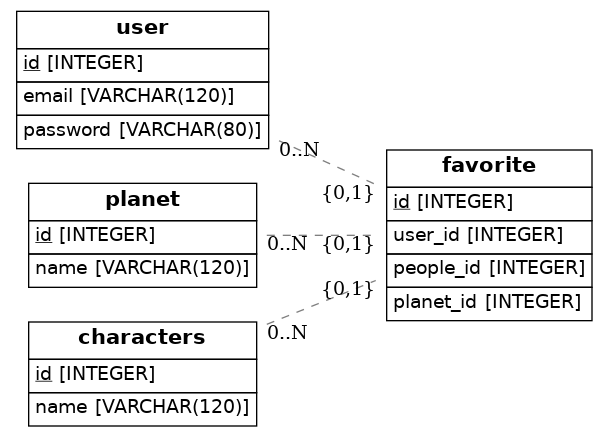 user
id [INTEGER]
email [VARCHAR(120)]
password [VARCHAR(80)]
0..N
{0,1}
planet
id [INTEGER]
name [VARCHAR(120)]
0..N
{0,1}
characters
id [INTEGER]
name [VARCHAR(120)]
0..N
{0,1}
favorite
id [INTEGER]
user_id [INTEGER]
people_id [INTEGER]
planet_id [INTEGER]